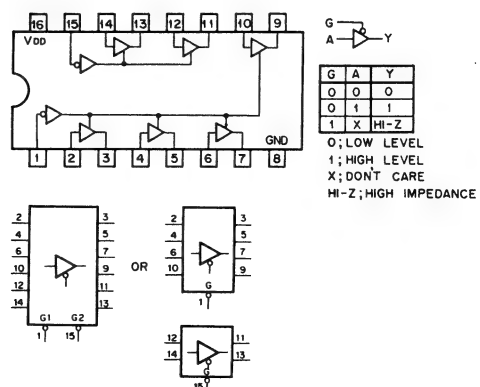 16 15 14 13 12 11 10 9
VDD
GND
1 2 3 4 5 6 7 8
G
A Y
G A Y
0 0 0
0 1 1
1 X HI-Z
0; LOW LEVEL
1; HIGH LEVEL
X; DON'T CARE
HI-Z; HIGH IMPEDANCE
2 3
4 5
6 7
10 9
12 11
14 13
G1 G2
1 15
OR
2 3
4 5
6 7
10 9
G
1
12 11
14 13
G
15